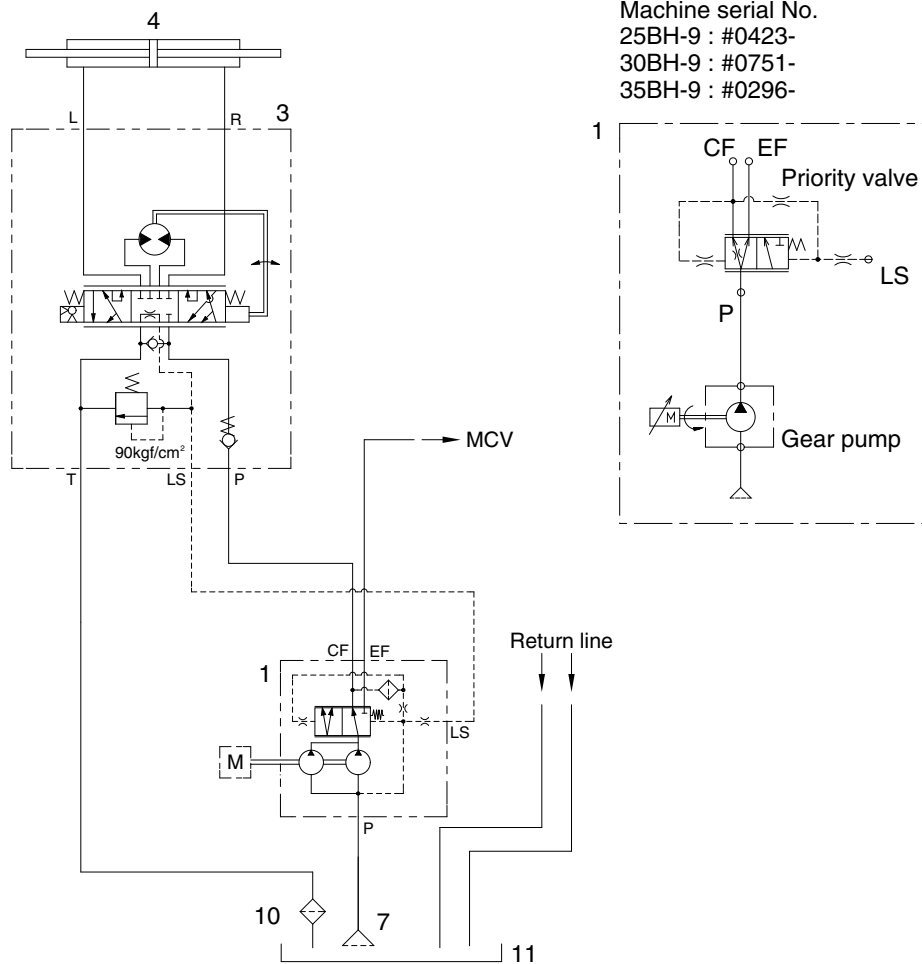 4
Machine serial No.
25BH-9 : #0423-
30BH-9 : #0751-
35BH-9 : #0296-
L
R
3
1
CF
EF
Priority valve
LS
P
M
Gear pump
90kgf/cm²
T
LS
P
MCV
Return line
CF
EF
1
LS
M
P
10
7
11